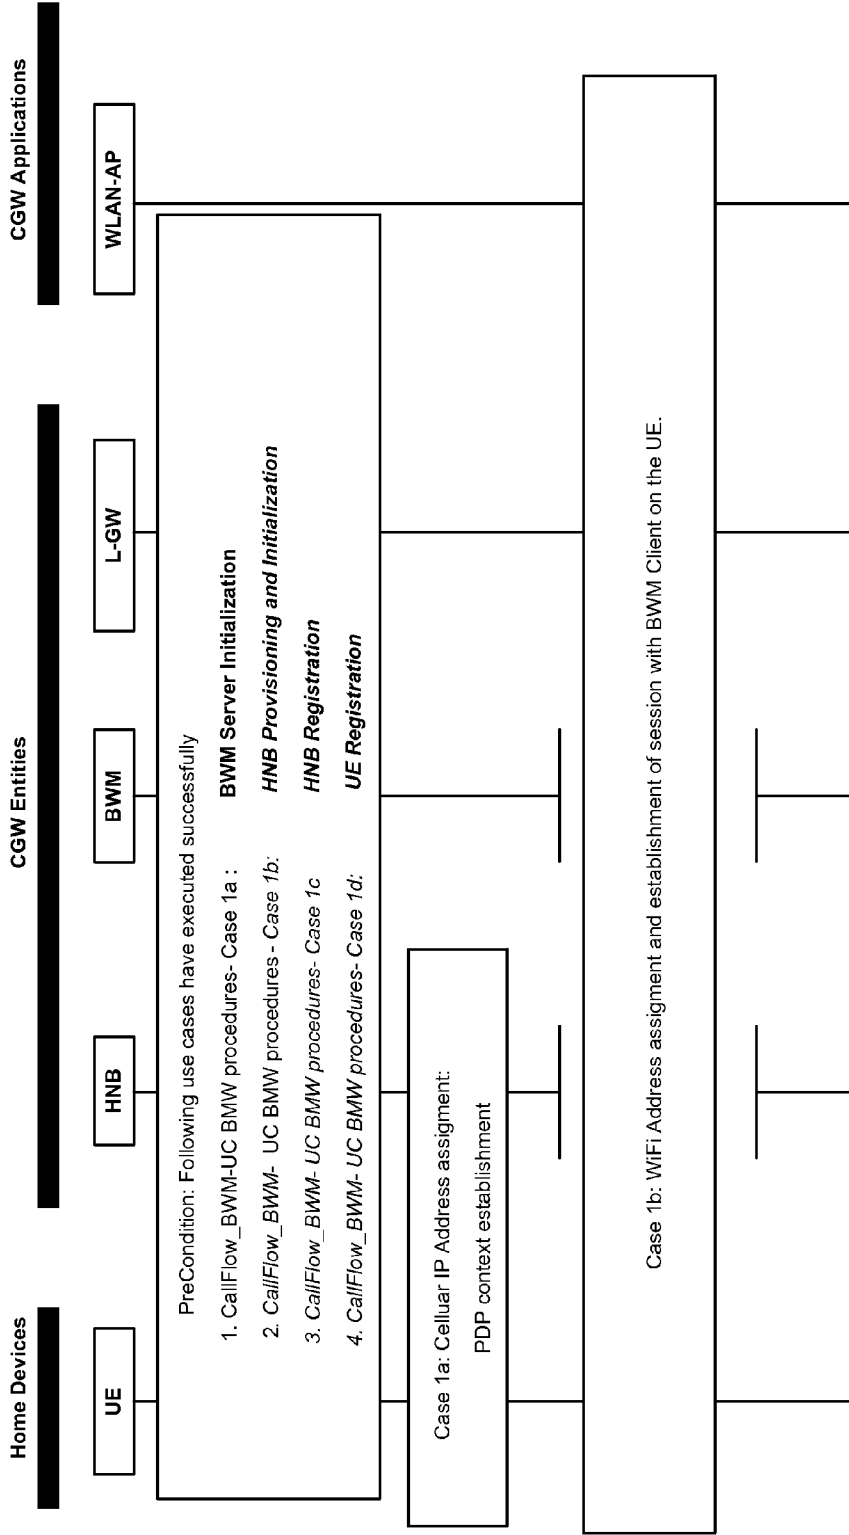 Home Devices
CGW Entities
CGW Applications
UE
HNB
BWM
L-GW
WLAN-AP
PreCondition: Following use cases have executed successfully
1. CallFlow_BWM-UC BMW procedures- Case 1a : BWM Server Initialization
2. CallFlow_BWM- UC BMW procedures - Case 1b: HNB Provisioning and Initialization
3. CallFlow_BWM- UC BMW procedures- Case 1c HNB Registration
4. CallFlow_BWM- UC BMW procedures- Case 1d: UE Registration
Case 1a: Celluar IP Address assigment:
PDP context establishment
Case 1b: WiFi Address assigment and establishment of session with BWM Client on the UE.